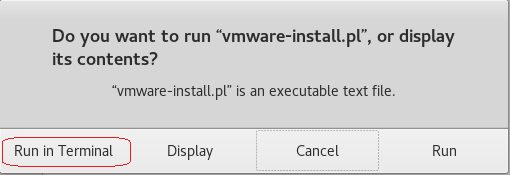 Do you want to run “vmware-install.pl”, or display
its contents?
“vmware-install.pl” is an executable text file.
Run in Terminal Display Cancel Run